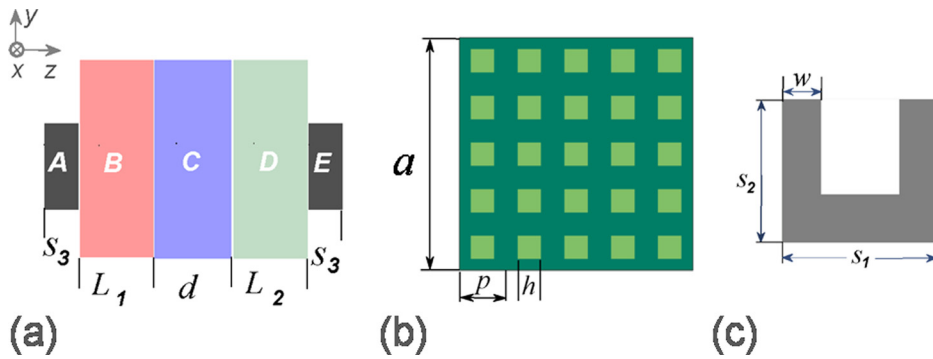 y
x z
A B C D E
s₃ L₁ d L₂ s₃
(a)
a
p h
(b)
w
s₂
s₁
(c)